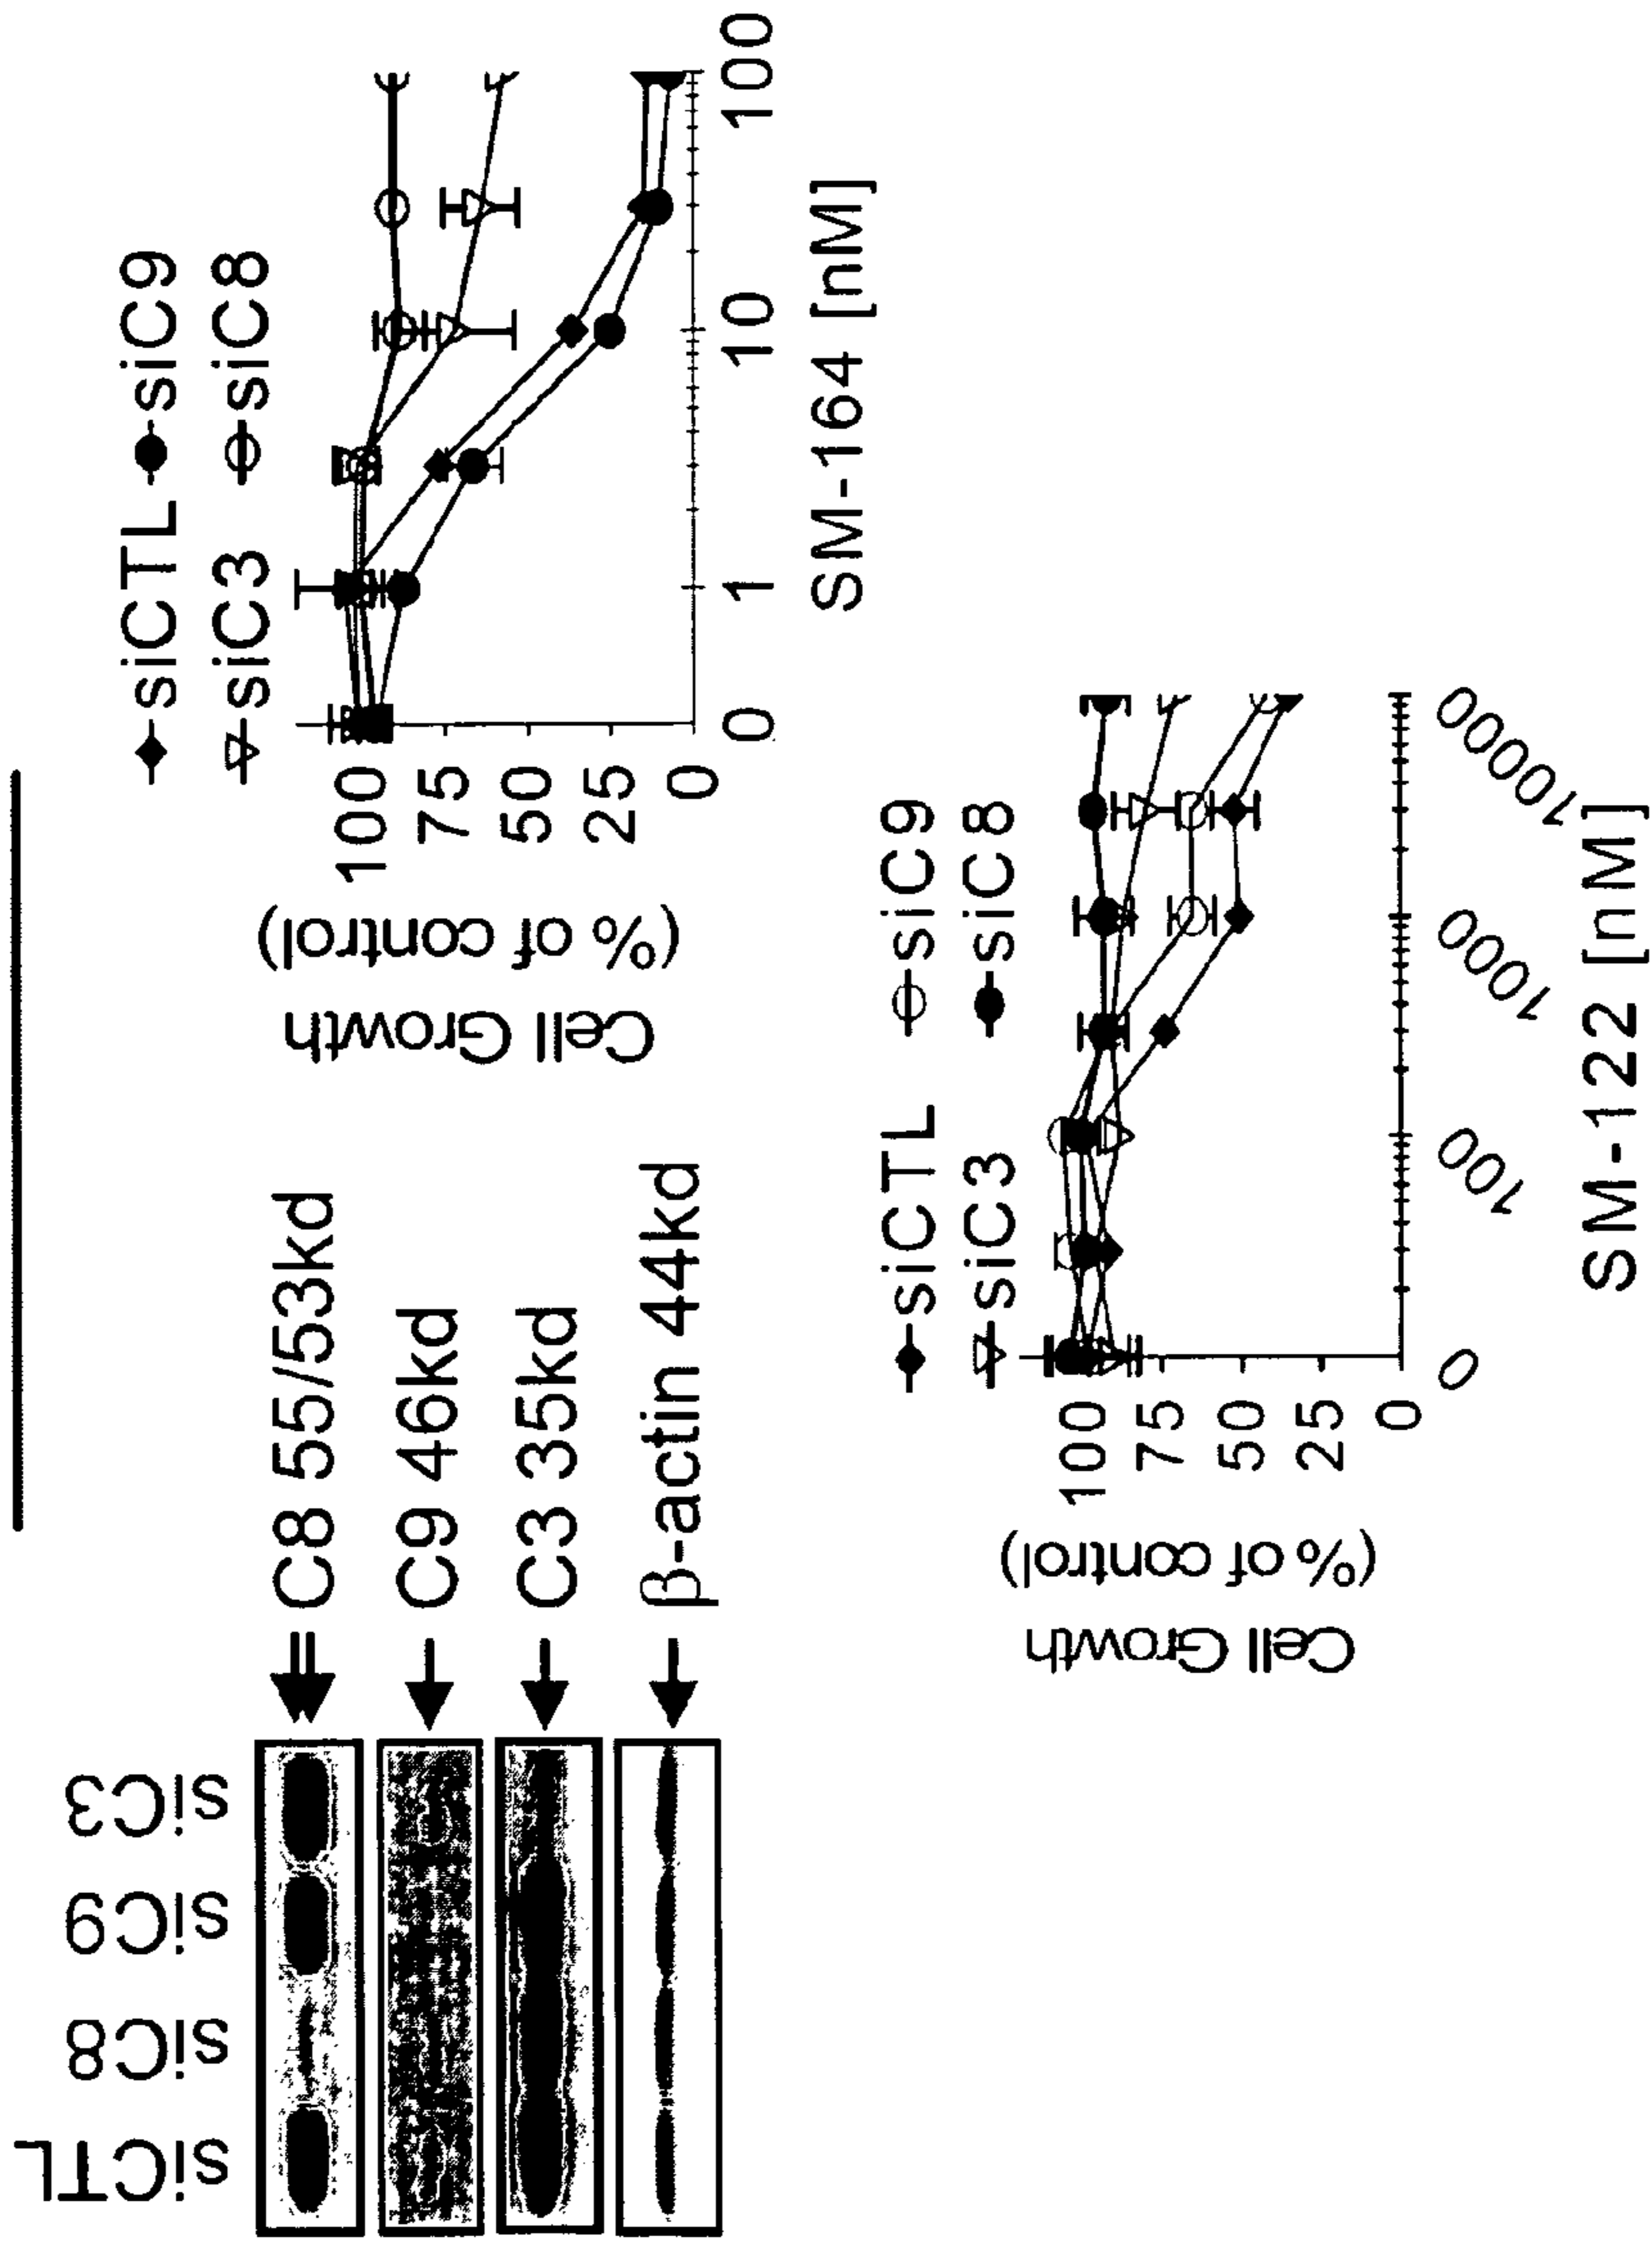 siCTL
siC8
siC9
siC3
C8 55//53kd
C9 46kd
C3 35kd
β-actin 44kd
siCTL siC9
siC3 siC8
Cell Growth
(% of control)
100
75
50
25
0
0 1 10 100
SM-164 [nM]
siCTL siC9
siC3 siC8
Cell Growth
(% of control)
100
75
50
25
0
0 100 1000 10000
SM-122 [nM]